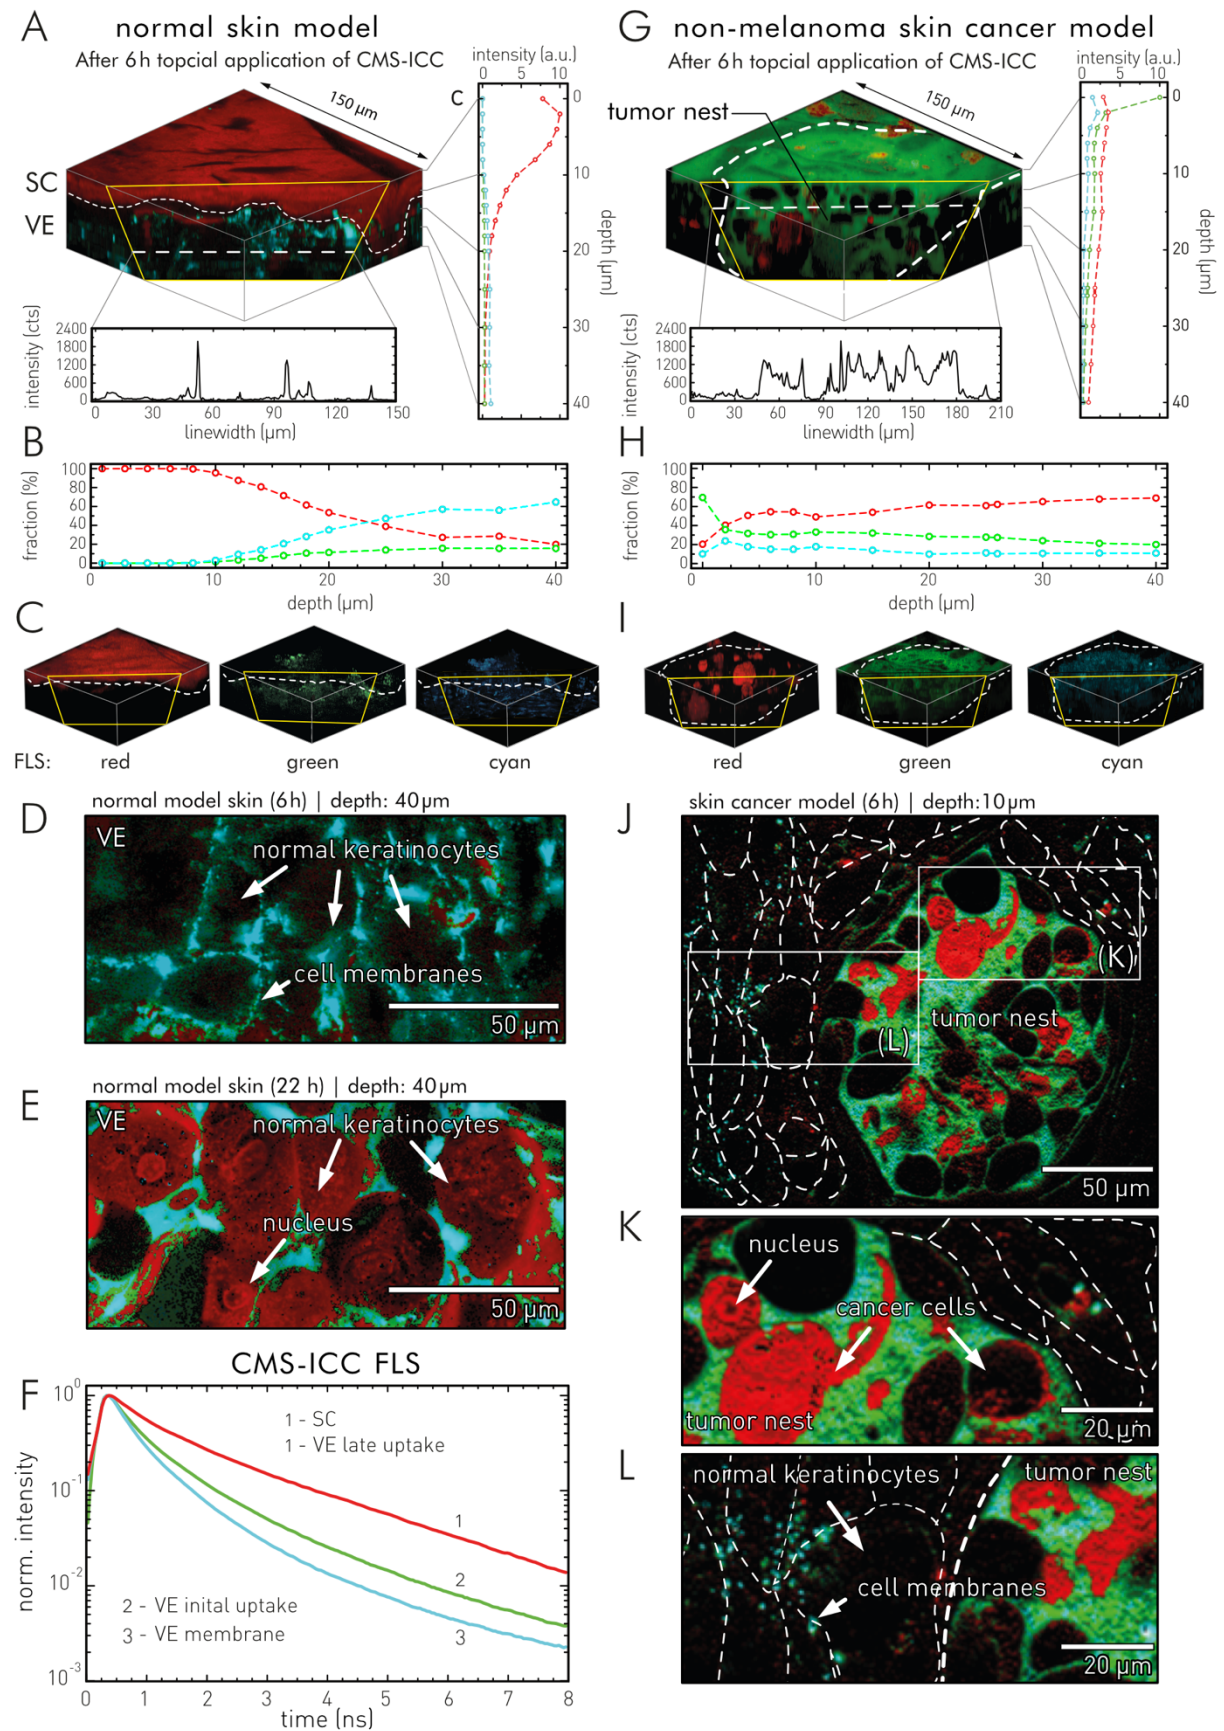 A normal skin model
After 6h topcial application of CMS-ICC
intensity (a.u.)
0 5 10
c
150 µm
SC
VE
0
10
20
30
40
depth (µm)
intensity (cts)
2400
1800
1200
600
0
0 30 60 90 120 150
linewidth (µm)
G non-melanoma skin cancer model
After 6h topcial application of CMS-ICC
intensity (a.u.)
0 5 10
150 µm
tumor nest
0
10
20
30
40
depth (µm)
intensity (cts)
2400
1800
1200
600
0
0 30 60 90 120 150 180 210
linewidth (µm)
B
fraction (%)
100
80
60
40
20
0
0 10 20 30 40
depth (µm)
H
fraction (%)
100
80
60
40
20
0
0 10 20 30 40
depth (µm)
C
FLS: red green cyan
I
red green cyan
D
normal model skin (6h) | depth: 40µm
VE
normal keratinocytes
cell membranes
50 µm
E
normal model skin (22 h) | depth: 40µm
VE
normal keratinocytes
nucleus
50 µm
F
CMS-ICC FLS
norm. intensity
10⁰
10⁻¹
10⁻²
10⁻³
1 - SC
1 - VE late uptake
1
2
3
2 - VE inital uptake
3 - VE membrane
0 1 2 3 4 5 6 7 8
time (ns)
J
skin cancer model (6h) | depth:10µm
(K)
tumor nest
(L)
50 µm
K
nucleus
cancer cells
tumor nest
20 µm
L
normal keratinocytes
tumor nest
cell membranes
20 µm